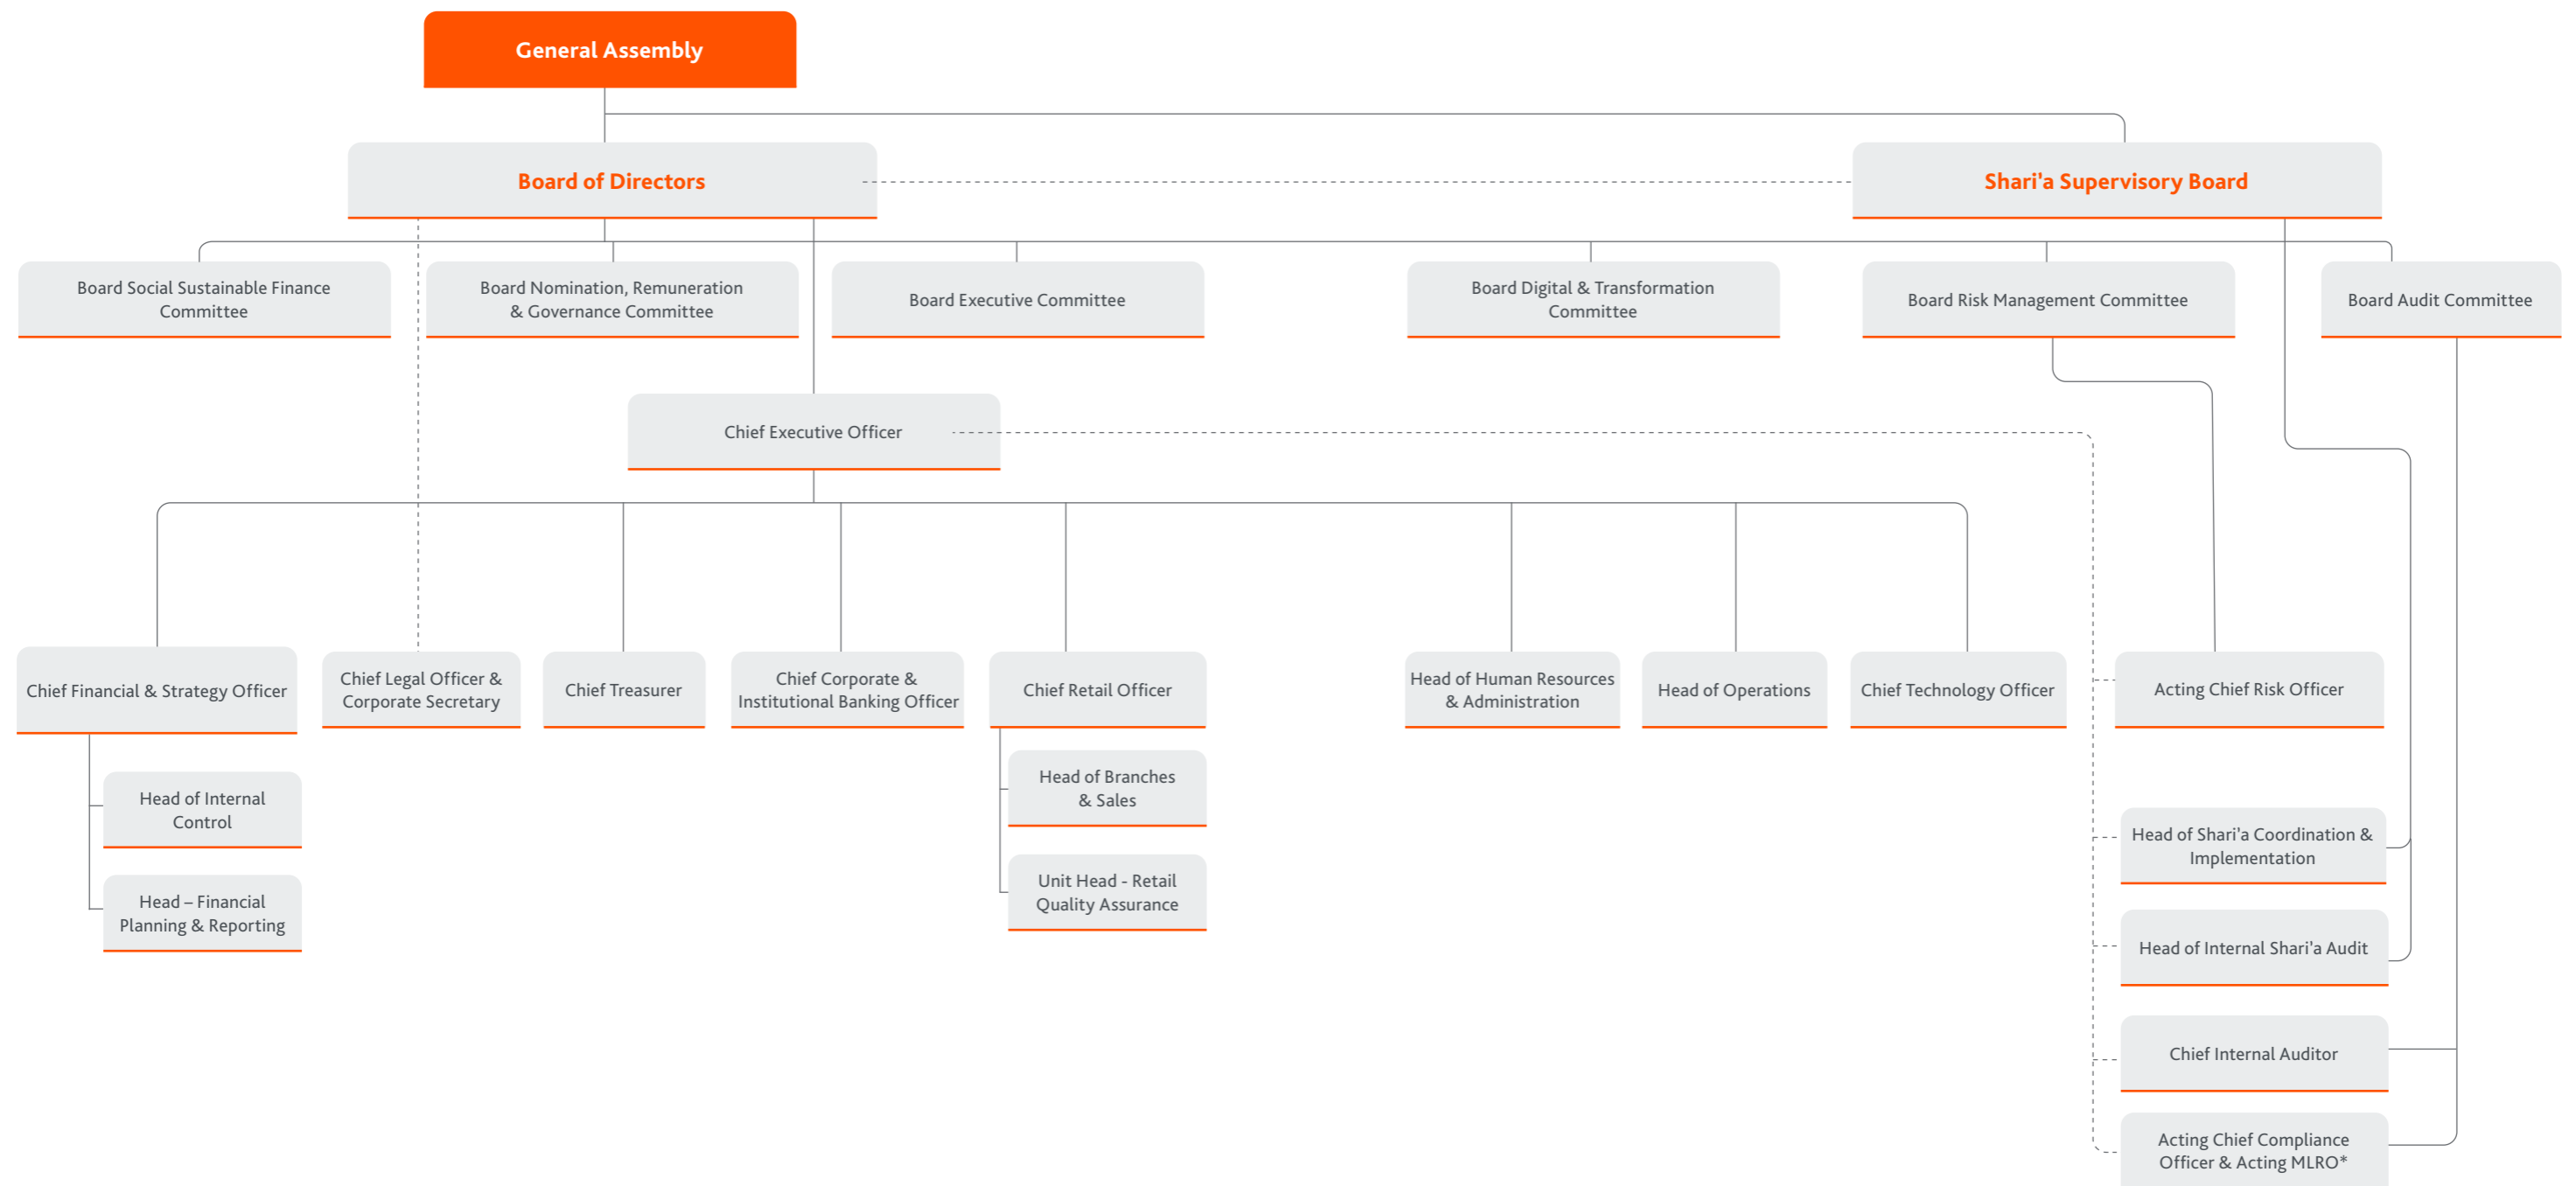 General Assembly
Board of Directors
Shari'a Supervisory Board
Board Social Sustainable Finance
Committee
Board Nomination, Remuneration
& Governance Committee
Board Executive Committee
Board Digital & Transformation
Committee
Board Risk Management Committee
Board Audit Committee
Chief Executive Officer
Chief Financial & Strategy Officer
Chief Legal Officer &
Corporate Secretary
Chief Treasurer
Chief Corporate &
Institutional Banking Officer
Chief Retail Officer
Head of Human Resources
& Administration
Head of Operations
Chief Technology Officer
Acting Chief Risk Officer
Head of Internal
Control
Head – Financial
Planning & Reporting
Head of Branches
& Sales
Unit Head - Retail
Quality Assurance
Head of Shari'a Coordination &
Implementation
Head of Internal Shari'a Audit
Chief Internal Auditor
Acting Chief Compliance
Officer & Acting MLRO*